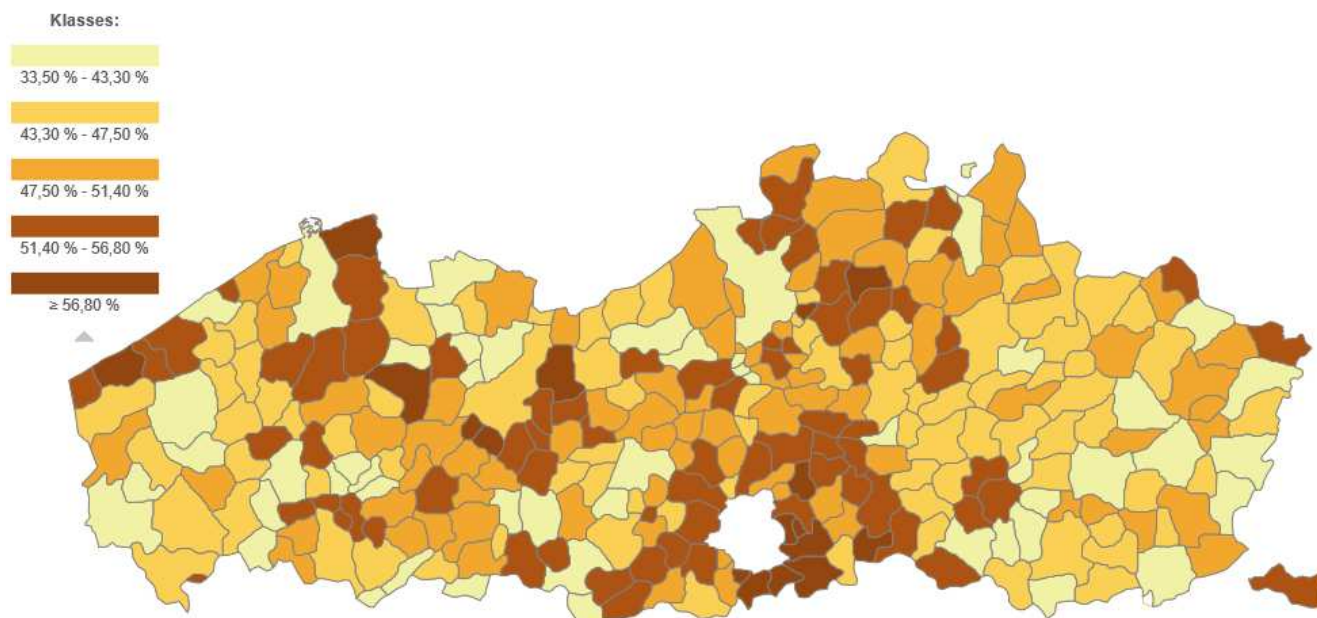 Klasses:
33,50 % - 43,30 %
43,30 % - 47,50 %
47,50 % - 51,40 %
51,40 % - 56,80 %
≥ 56,80 %